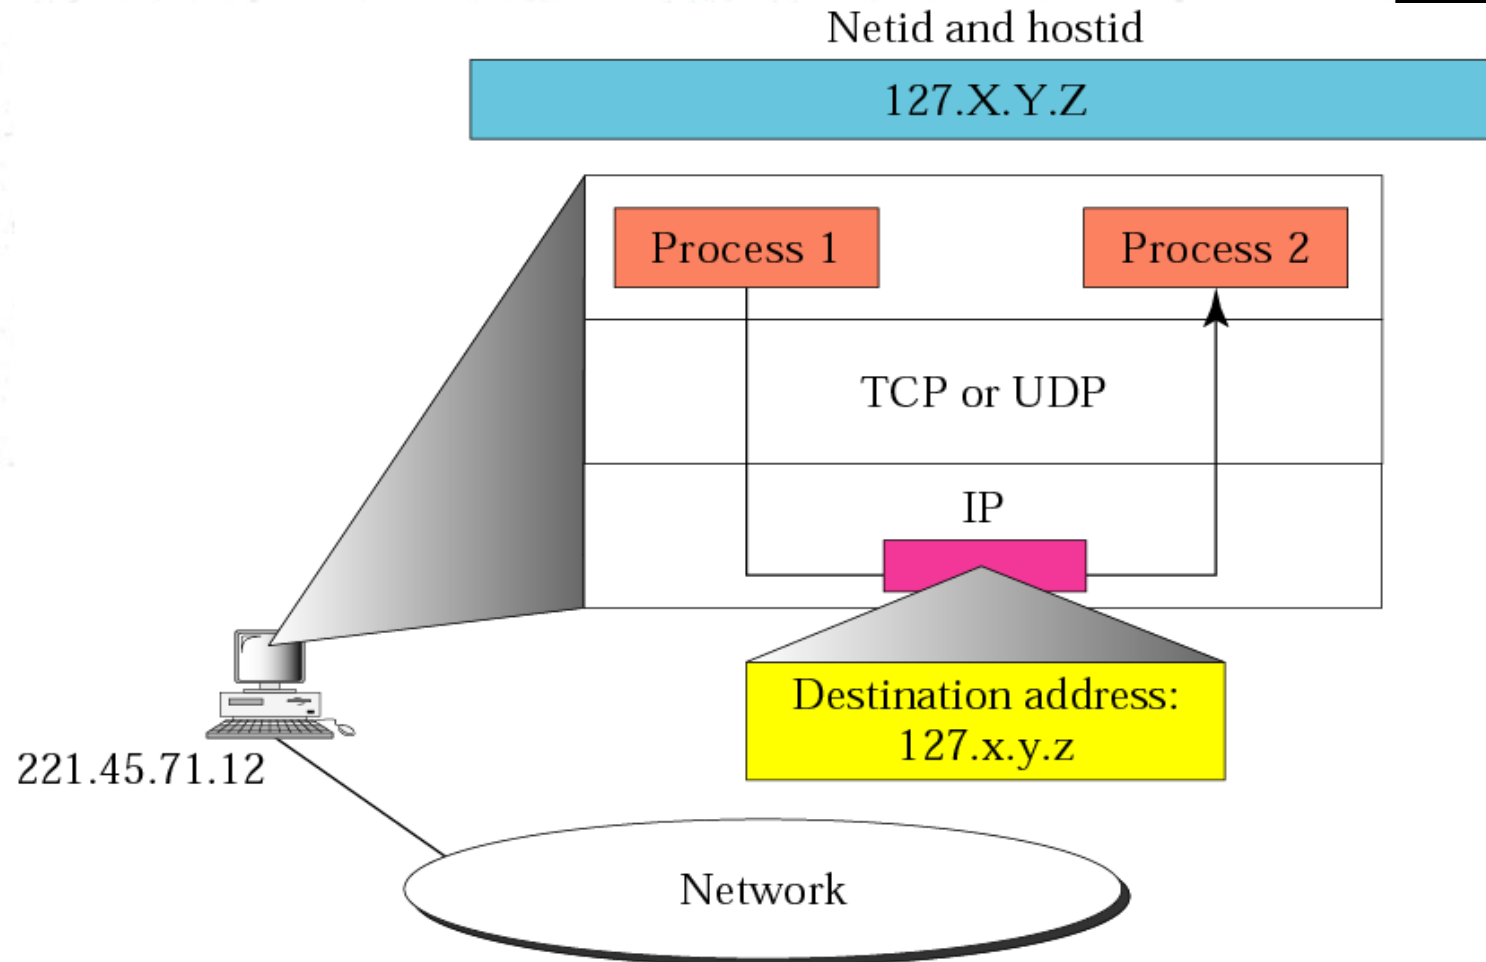 Netid and hostid
127.X.Y.Z
Process 1
Process 2
TCP or UDP
IP
Destination address:
127.x.y.z
221.45.71.12
Network